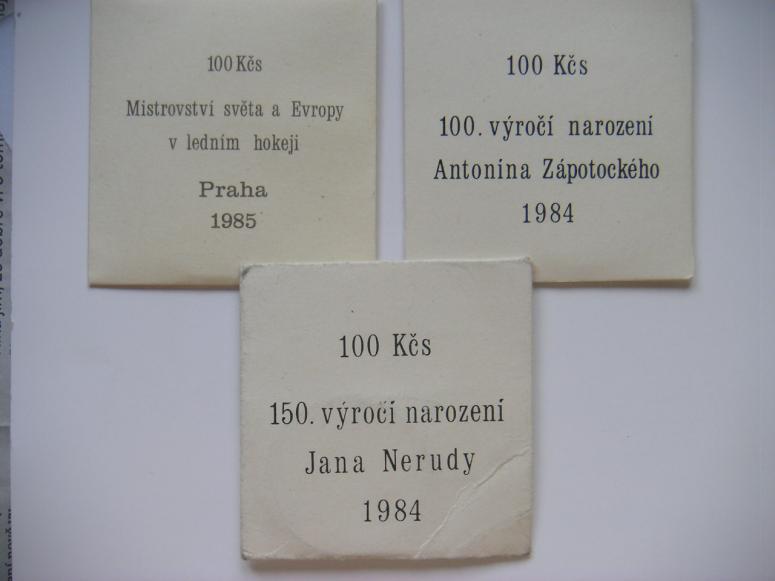 100 Kčs
Mistrovství světa a Evropy
v ledním hokeji
Praha
1985
100 Kčs
100. výročí narození
Antonína Zápotockého
1984
100 Kčs
150. výročí narození
Jana Nerudy
1984